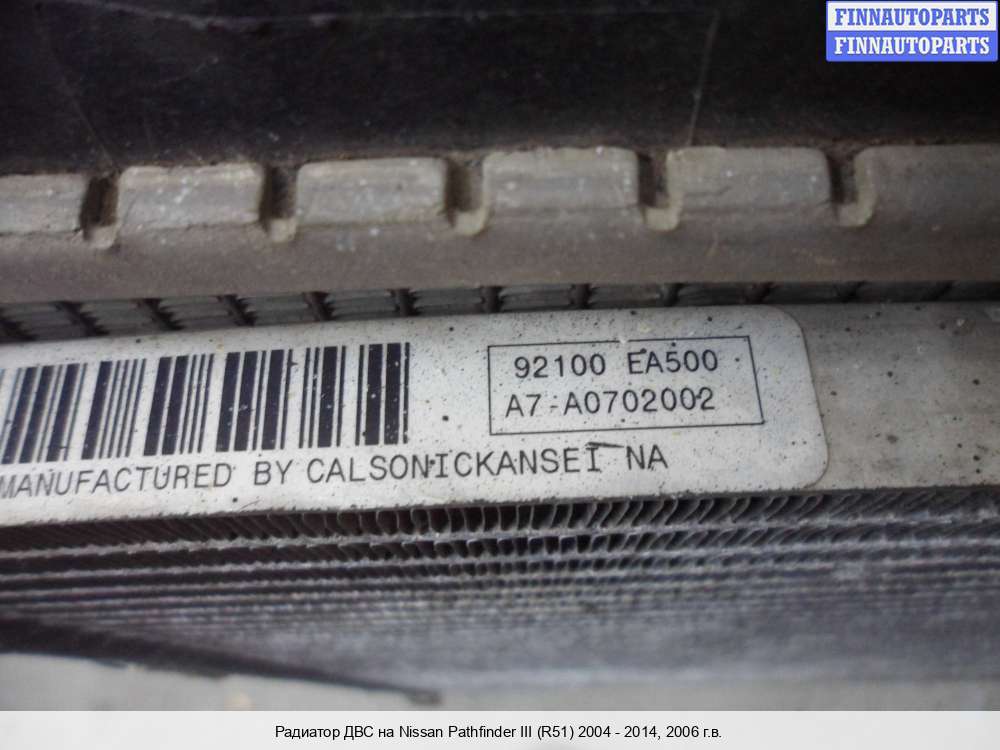 FINNAUTOPARTS
FINNAUTOPARTS
92100 EA500
A7-A0702002
MANUFACTURED BY CALSONICKANSEI NA
Радиатор ДВС на Nissan Pathfinder III (R51) 2004 - 2014, 2006 г.в.